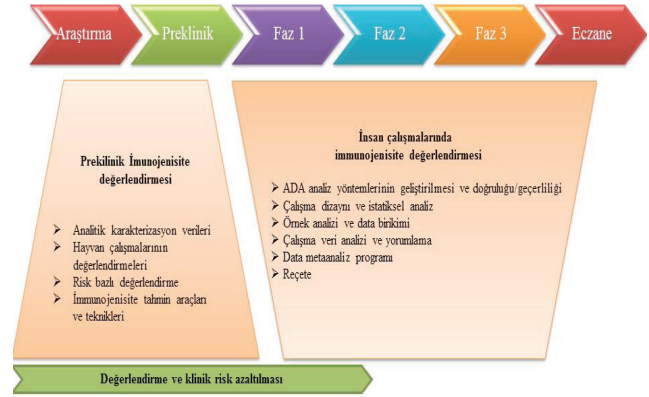 Araştırma
Preklinik
Faz 1
Faz 2
Faz 3
Eczane
Prekilinik İmunojenisite
değerlendirmesi
➢ Analitik karakterizasyon verileri
➢ Hayvan çalışmalarının
değerlendirmeleri
➢ Risk bazlı değerlendirme
➢ İmmunojenisite tahmin araçları
ve teknikleri
İnsan çalışmalarında
immunojenisite değerlendirmesi
➢ ADA analiz yöntemlerinin geliştirilmesi ve doğruluğu/geçerliliği
➢ Çalışma dizaynı ve istatiksel analiz
➢ Örnek analizi ve data birikimi
➢ Çalışma veri analizi ve yorumlama
➢ Data metaanaliz programı
➢ Reçete
Değerlendirme ve klinik risk azaltılması